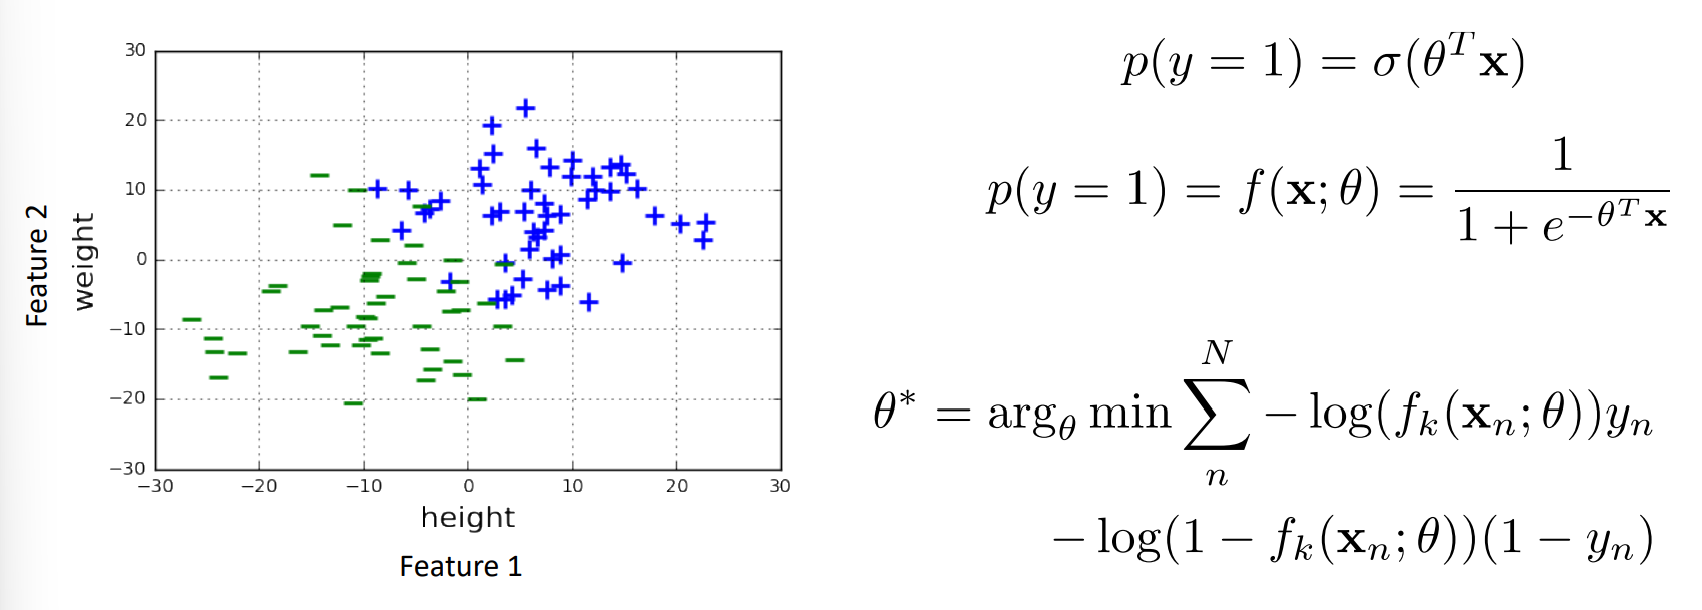 30
20
10
0
−10
−20
−30
−30 −20 −10 0 10 20 30
Feature 2
weight
height
Feature 1
p(y = 1) = σ(θ^T x)
p(y = 1) = f(x; θ) = 1 / (1 + e^{−θ^T x})
θ* = arg_θ min ∑_n^N − log(f_k(x_n; θ))y_n
− log(1 − f_k(x_n; θ))(1 − y_n)